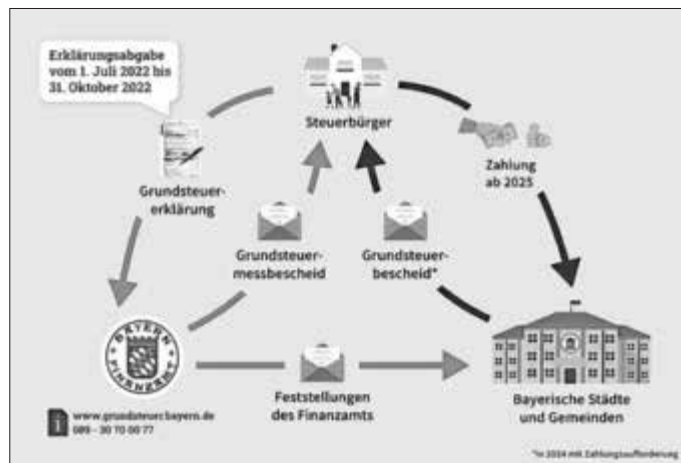 Erklärungsabgabe
vom 1. Juli 2022 bis
31. Oktober 2022
Steuerbürger
Zahlung
ab 2025
Grundsteuer-
erklärung
Grundsteuer-
messbescheid
Grundsteuer-
bescheid*
BAYERN
FINANZAMT
Feststellungen
des Finanzamts
Bayerische Städte
und Gemeinden
www.grundsteuer.bayern.de
089 - 30 70 00 77
*in 2024 mit Zahlungsaufforderung